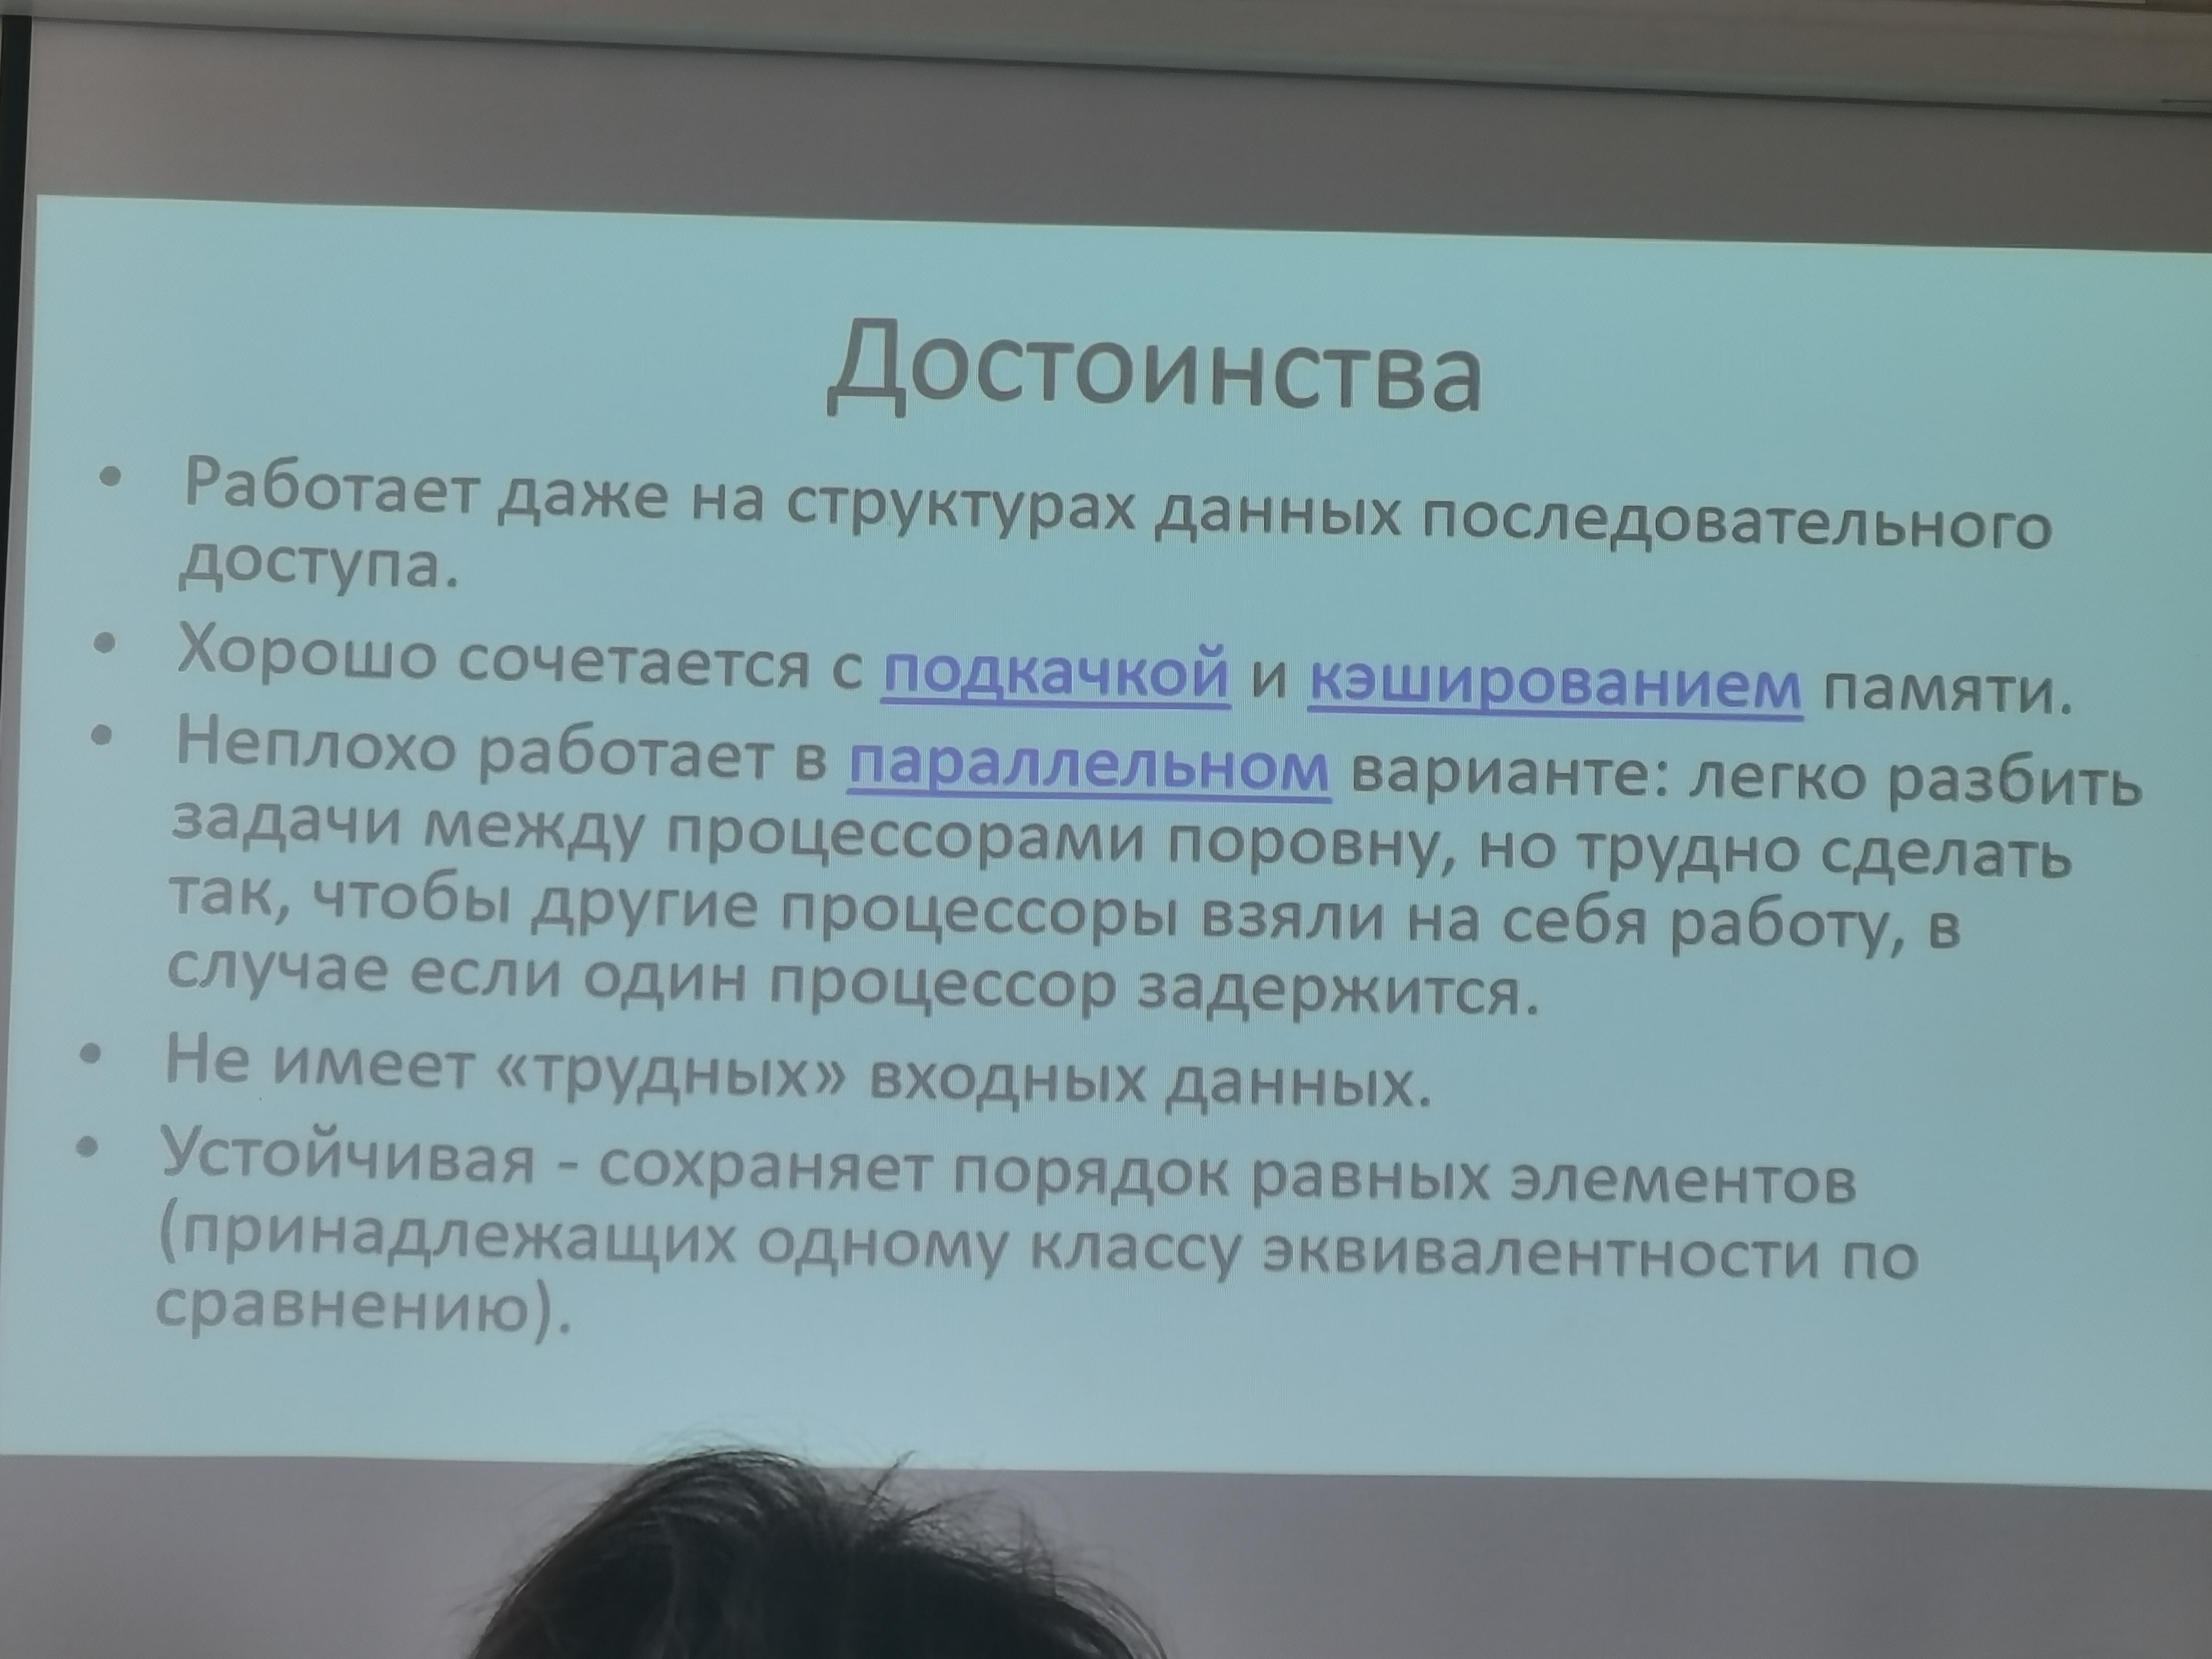 Достоинства
• Работает даже на структурах данных последовательного
доступа.
• Хорошо сочетается с подкачкой и кэшированием памяти.
• Неплохо работает в параллельном варианте: легко разбить
задачи между процессорами поровну, но трудно сделать
так, чтобы другие процессоры взяли на себя работу, в
случае если один процессор задержится.
• Не имеет «трудных» входных данных.
• Устойчивая - сохраняет порядок равных элементов
(принадлежащих одному классу эквивалентности по
сравнению).